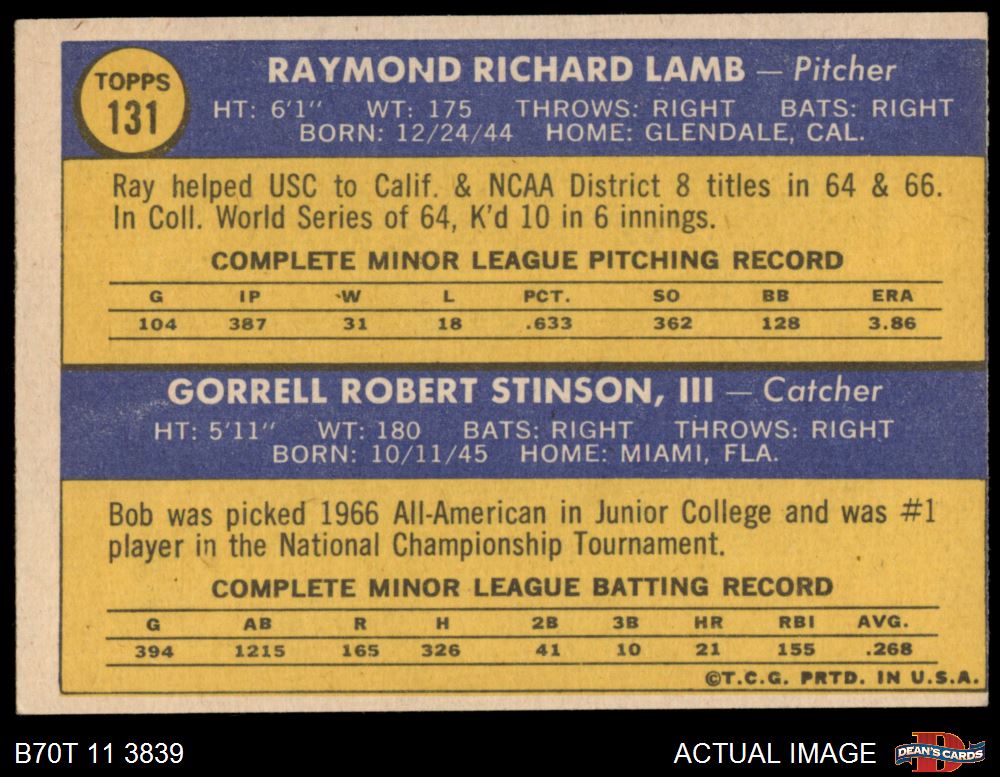 TOPPS
131
RAYMOND RICHARD LAMB — Pitcher
HT: 6'1" WT: 175 THROWS: RIGHT BATS: RIGHT
BORN: 12/24/44 HOME: GLENDALE, CAL.
Ray helped USC to Calif. & NCAA District 8 titles in 64 & 66.
In Coll. World Series of 64, K'd 10 in 6 innings.
COMPLETE MINOR LEAGUE PITCHING RECORD
G IP W L PCT. SO BB ERA
104 387 31 18 .633 362 128 3.86
GORRELL ROBERT STINSON, III — Catcher
HT: 5'11" WT: 180 BATS: RIGHT THROWS: RIGHT
BORN: 10/11/45 HOME: MIAMI, FLA.
Bob was picked 1966 All-American in Junior College and was #1
player in the National Championship Tournament.
COMPLETE MINOR LEAGUE BATTING RECORD
G AB R H 2B 3B HR RBI AVG.
394 1215 165 326 41 10 21 155 .268
©T.C.G. PRTD. IN U.S.A.
B70T 11 3839
ACTUAL IMAGE
D
DEAN'S CARDS